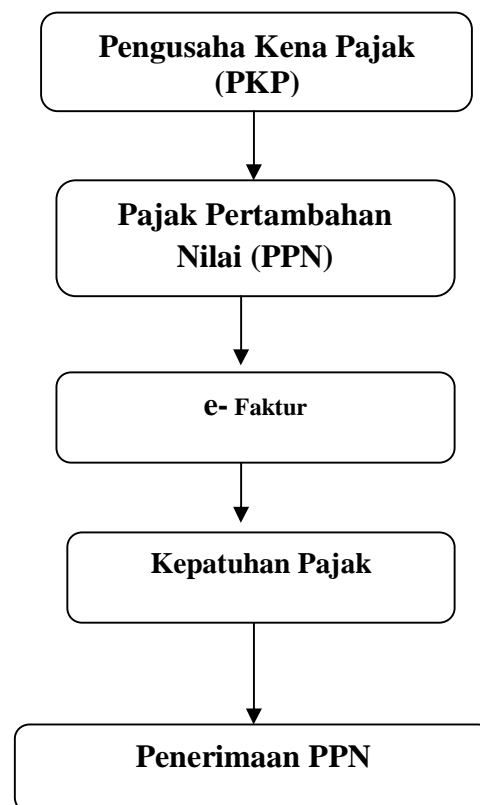 Pengusaha Kena Pajak
(PKP)
Pajak Pertambahan
Nilai (PPN)
e- Faktur
Kepatuhan Pajak
Penerimaan PPN